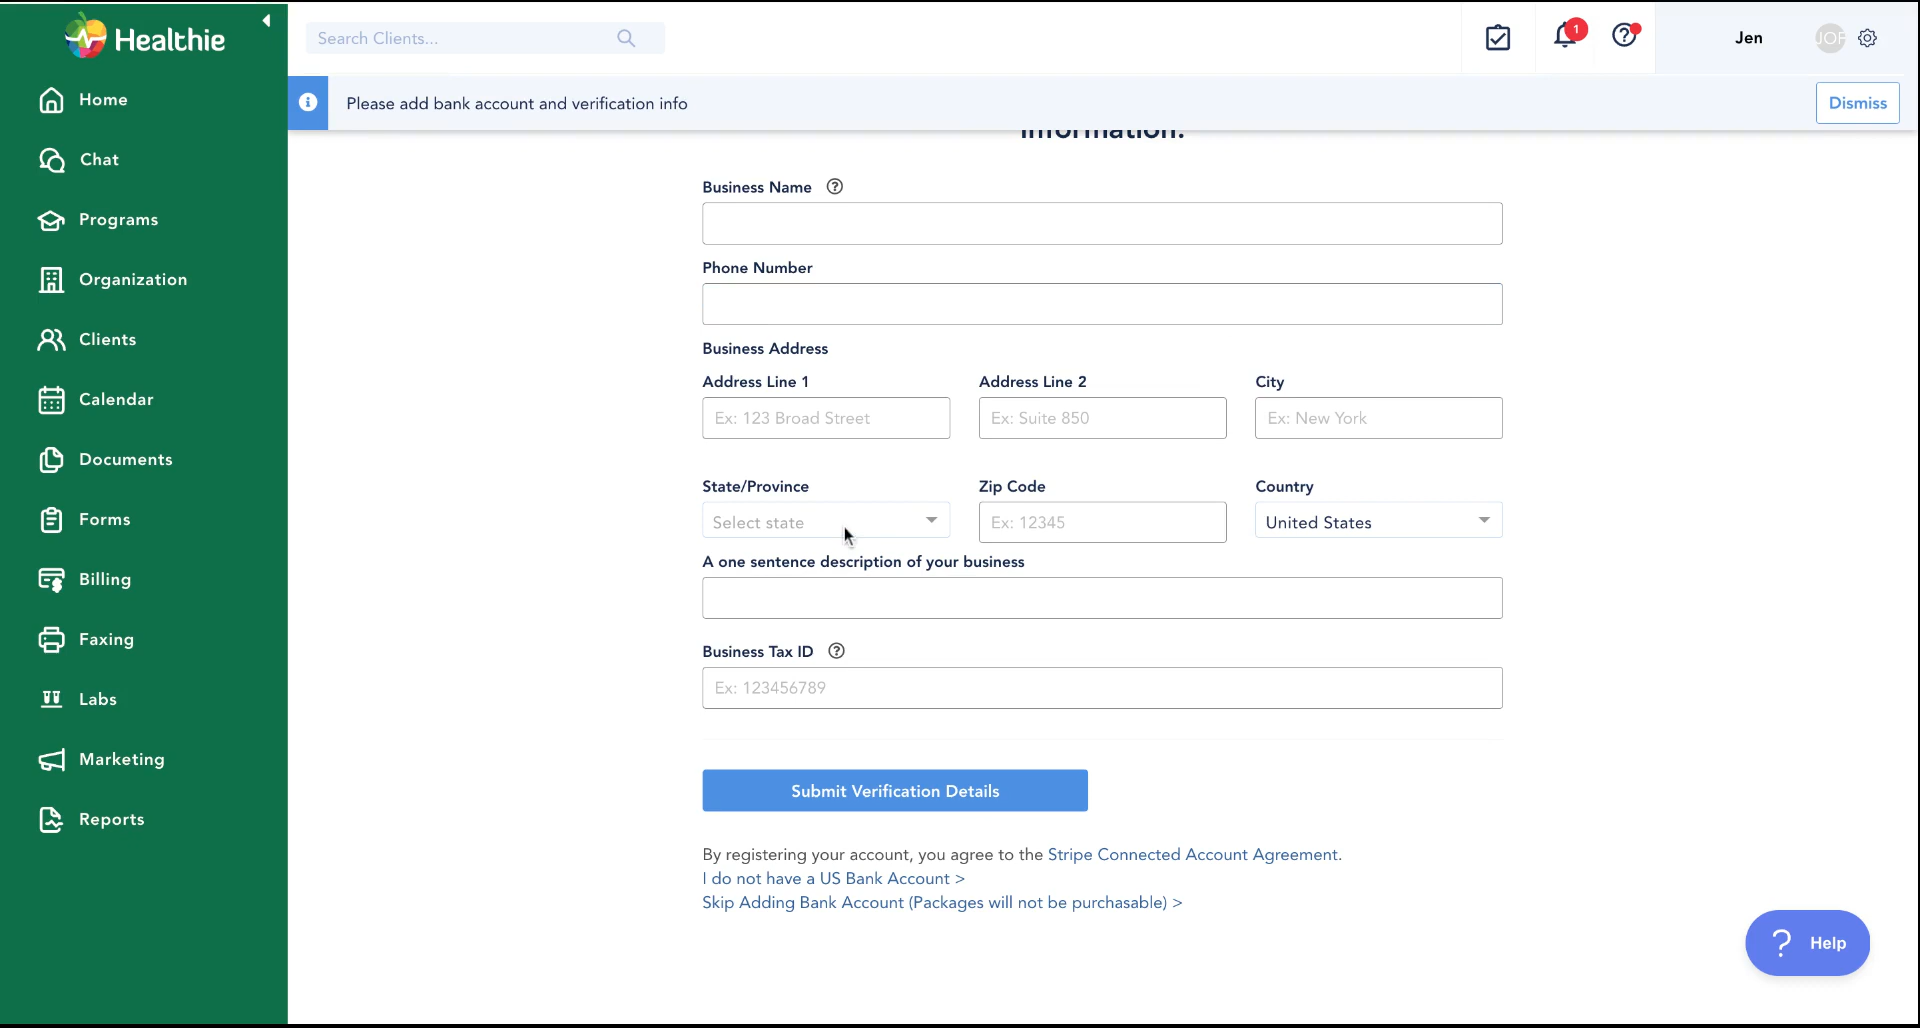 Healthie
Home
Chat
Programs
Organization
Clients
Calendar
Documents
Forms
Billing
Faxing
Labs
Marketing
Reports
Search Clients...
1
Jen
JOF
Please add bank account and verification info
Dismiss
information.
Business Name
Phone Number
Business Address
Address Line 1 Address Line 2 City
Ex: 123 Broad Street Ex: Suite 850 Ex: New York
State/Province Zip Code Country
Select state Ex: 12345 United States
A one sentence description of your business
Business Tax ID
Ex: 123456789
Submit Verification Details
By registering your account, you agree to the Stripe Connected Account Agreement.
I do not have a US Bank Account >
Skip Adding Bank Account (Packages will not be purchasable) >
? Help